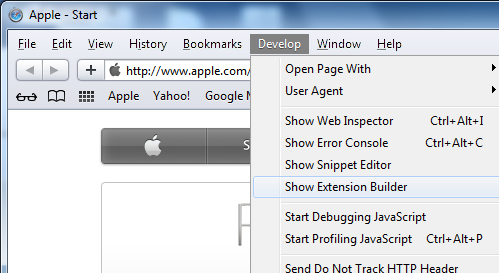 Apple - Start
File Edit View History Bookmarks Develop Window Help
http://www.apple.com/
Apple Yahoo! Google
Open Page With
User Agent
Show Web Inspector Ctrl+Alt+I
Show Error Console Ctrl+Alt+C
Show Snippet Editor
Show Extension Builder
Start Debugging JavaScript
Start Profiling JavaScript Ctrl+Alt+P
Send Do Not Track HTTP Header